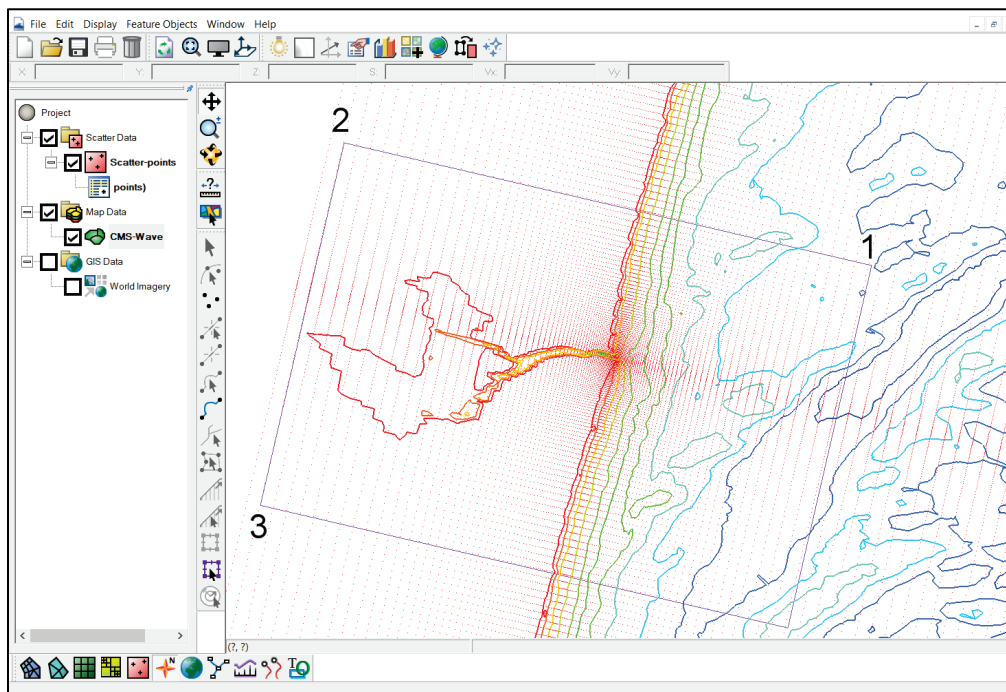 File Edit Display Feature Objects Window Help
X: Y: Z: S: Vx: Vy:
Project
Scatter Data
Scatter-points
points)
Map Data
CMS-Wave
GIS Data
World Imagery
2
1
3
(?, ?)